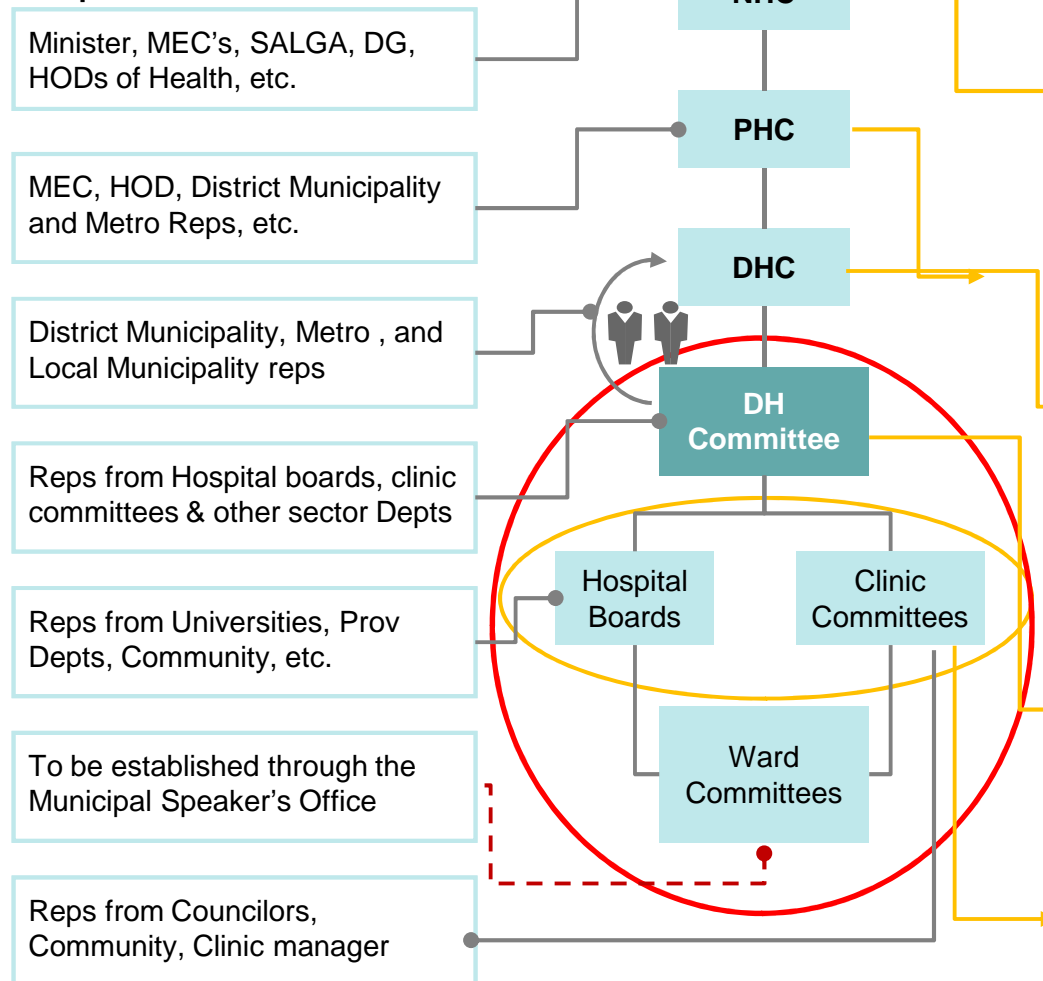 NHC
Minister, MEC's, SALGA, DG,
HODs of Health, etc.
PHC
MEC, HOD, District Municipality
and Metro Reps, etc.
DHC
District Municipality, Metro , and
Local Municipality reps
DH
Committee
Reps from Hospital boards, clinic
committees & other sector Depts
Hospital
Boards
Clinic
Committees
Reps from Universities, Prov
Depts, Community, etc.
Ward
Committees
To be established through the
Municipal Speaker's Office
Reps from Councilors,
Community, Clinic manager